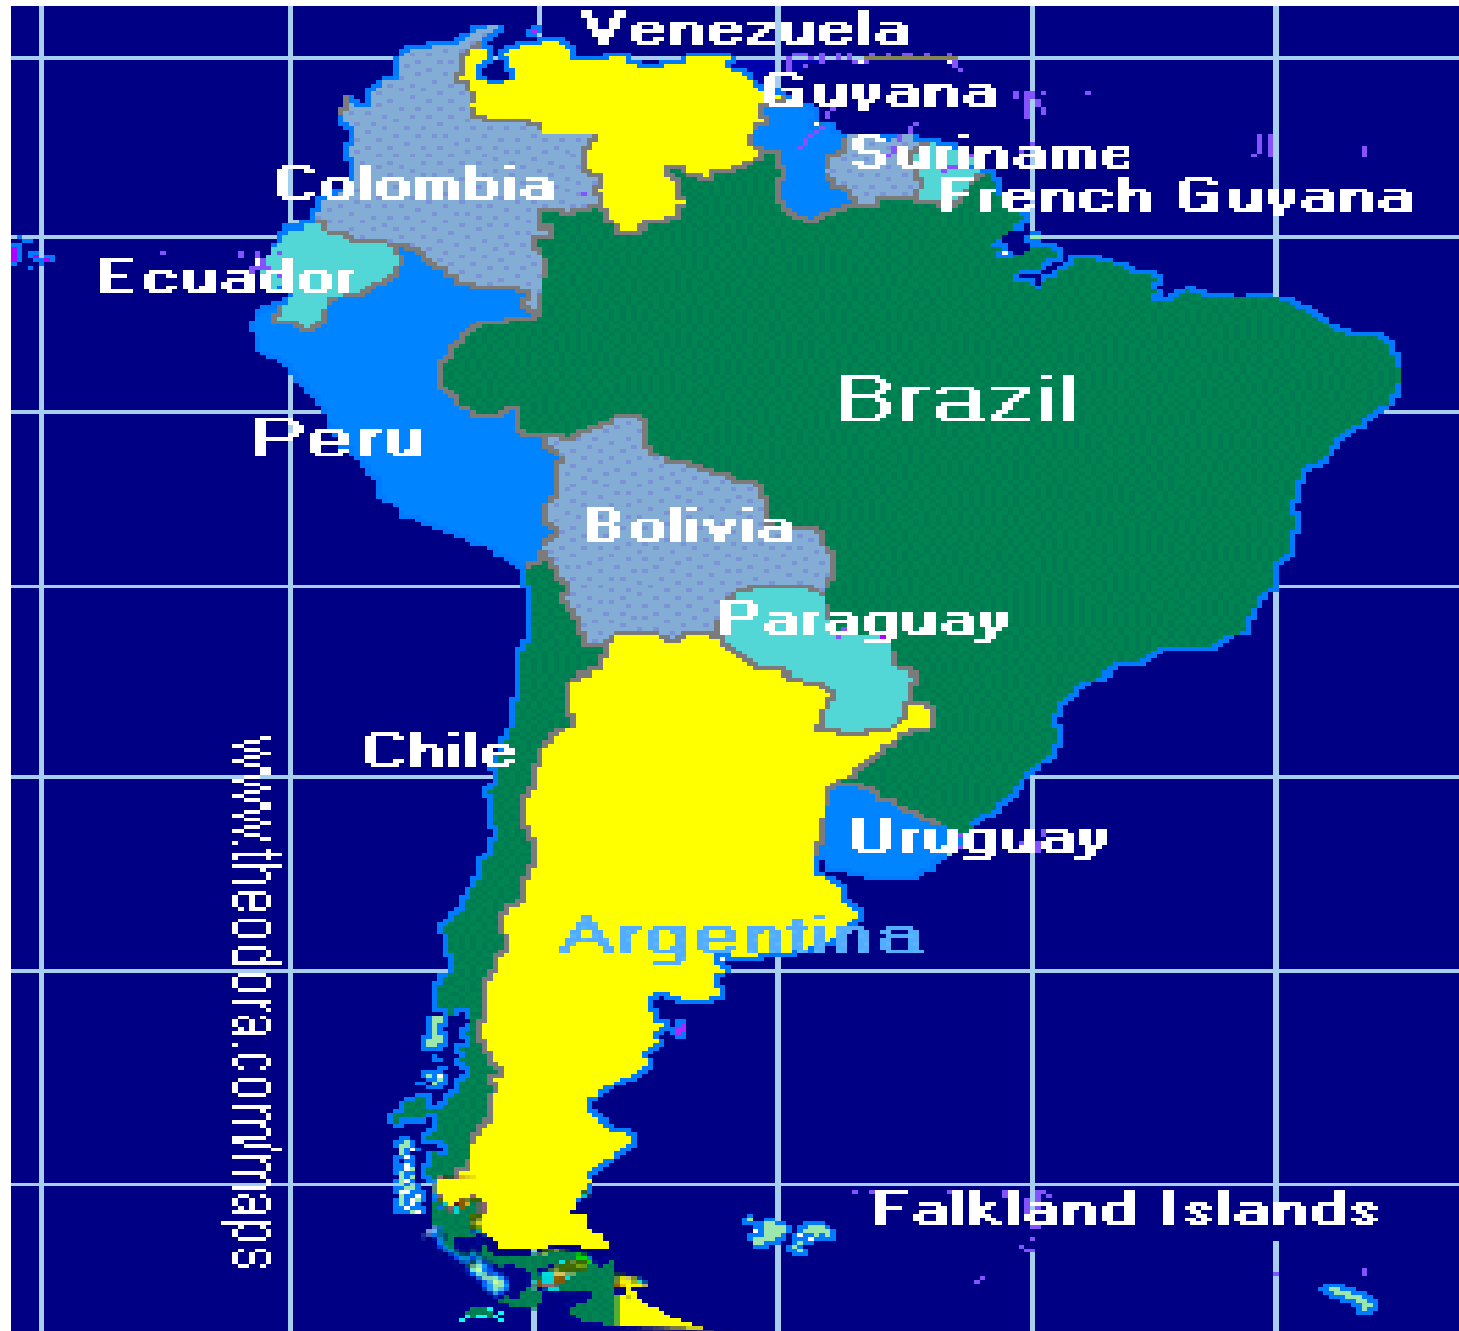 Venezuela
Guyana
Suriname
Colombia
French Guyana
Ecuador
Brazil
Peru
Bolivia
Paraguay
Chile
Uruguay
Argentina
www.theodora.com/maps
Falkland Islands